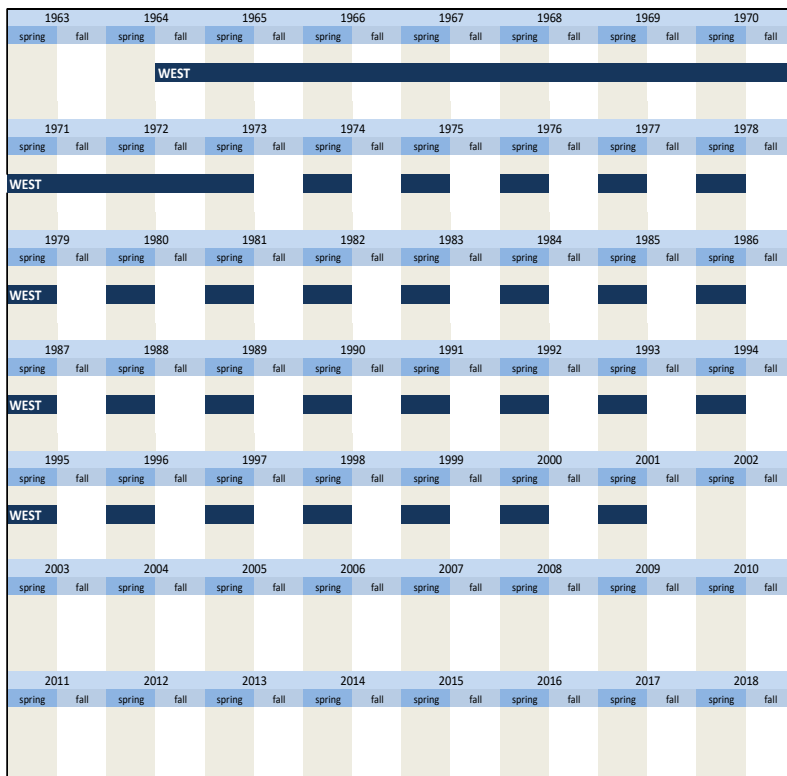 1963 1964 1965 1966 1967 1968 1969 1970
spring fall spring fall spring fall spring fall spring fall spring fall spring fall spring fall
WEST
1971 1972 1973 1974 1975 1976 1977 1978
spring fall spring fall spring fall spring fall spring fall spring fall spring fall spring fall
WEST
1979 1980 1981 1982 1983 1984 1985 1986
spring fall spring fall spring fall spring fall spring fall spring fall spring fall spring fall
WEST
1987 1988 1989 1990 1991 1992 1993 1994
spring fall spring fall spring fall spring fall spring fall spring fall spring fall spring fall
WEST
1995 1996 1997 1998 1999 2000 2001 2002
spring fall spring fall spring fall spring fall spring fall spring fall spring fall spring fall
WEST
2003 2004 2005 2006 2007 2008 2009 2010
spring fall spring fall spring fall spring fall spring fall spring fall spring fall spring fall
2011 2012 2013 2014 2015 2016 2017 2018
spring fall spring fall spring fall spring fall spring fall spring fall spring fall spring fall